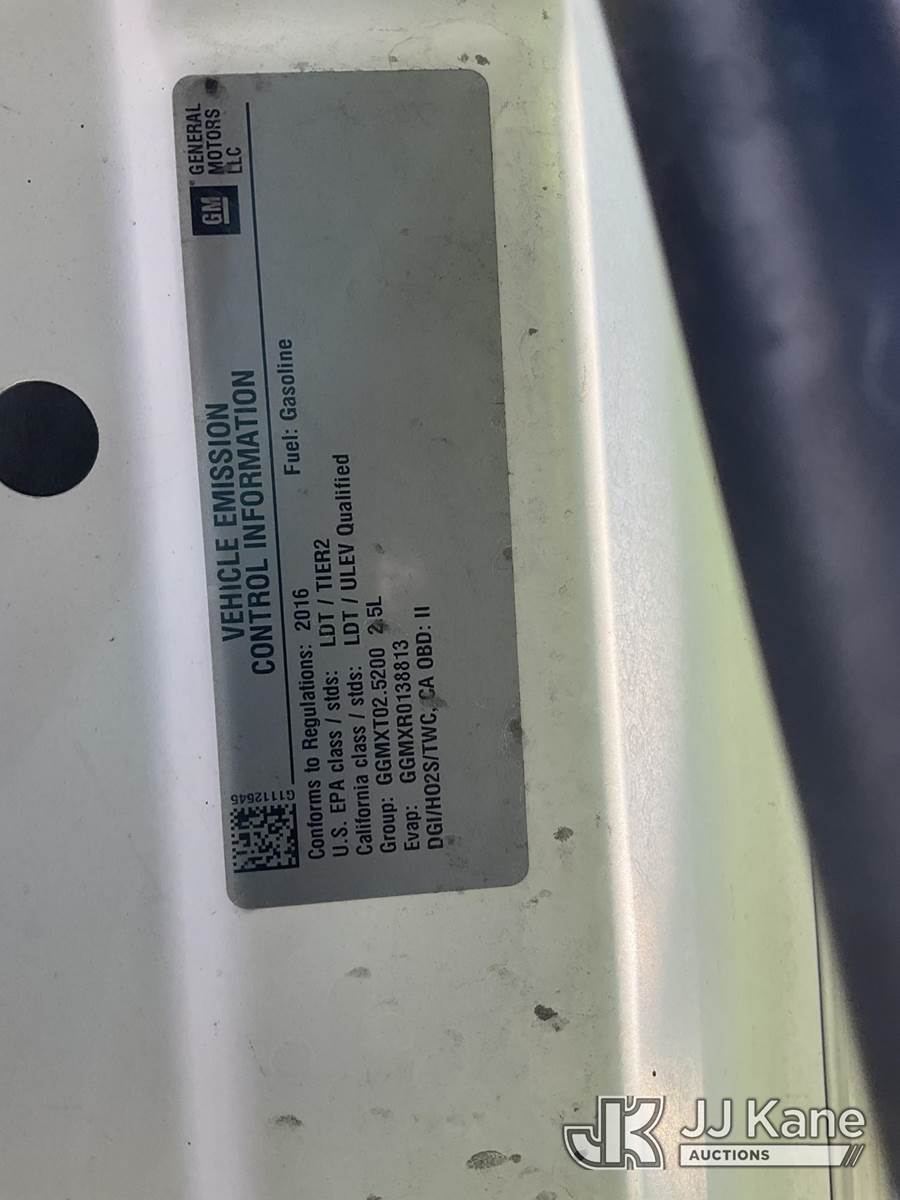 GM
GENERAL
MOTORS
LLC
VEHICLE EMISSION
CONTROL INFORMATION
G1112645
Conforms to Regulations: 2016 Fuel: Gasoline
U.S. EPA class / stds: LDT / TIER2
California class / stds: LDT / ULEV Qualified
Group: GGMXT02.5200 2.5L
Evap: GGMXR0138813
DGI/HO2S/TWC, CA OBD: II
JK JJ Kane
AUCTIONS